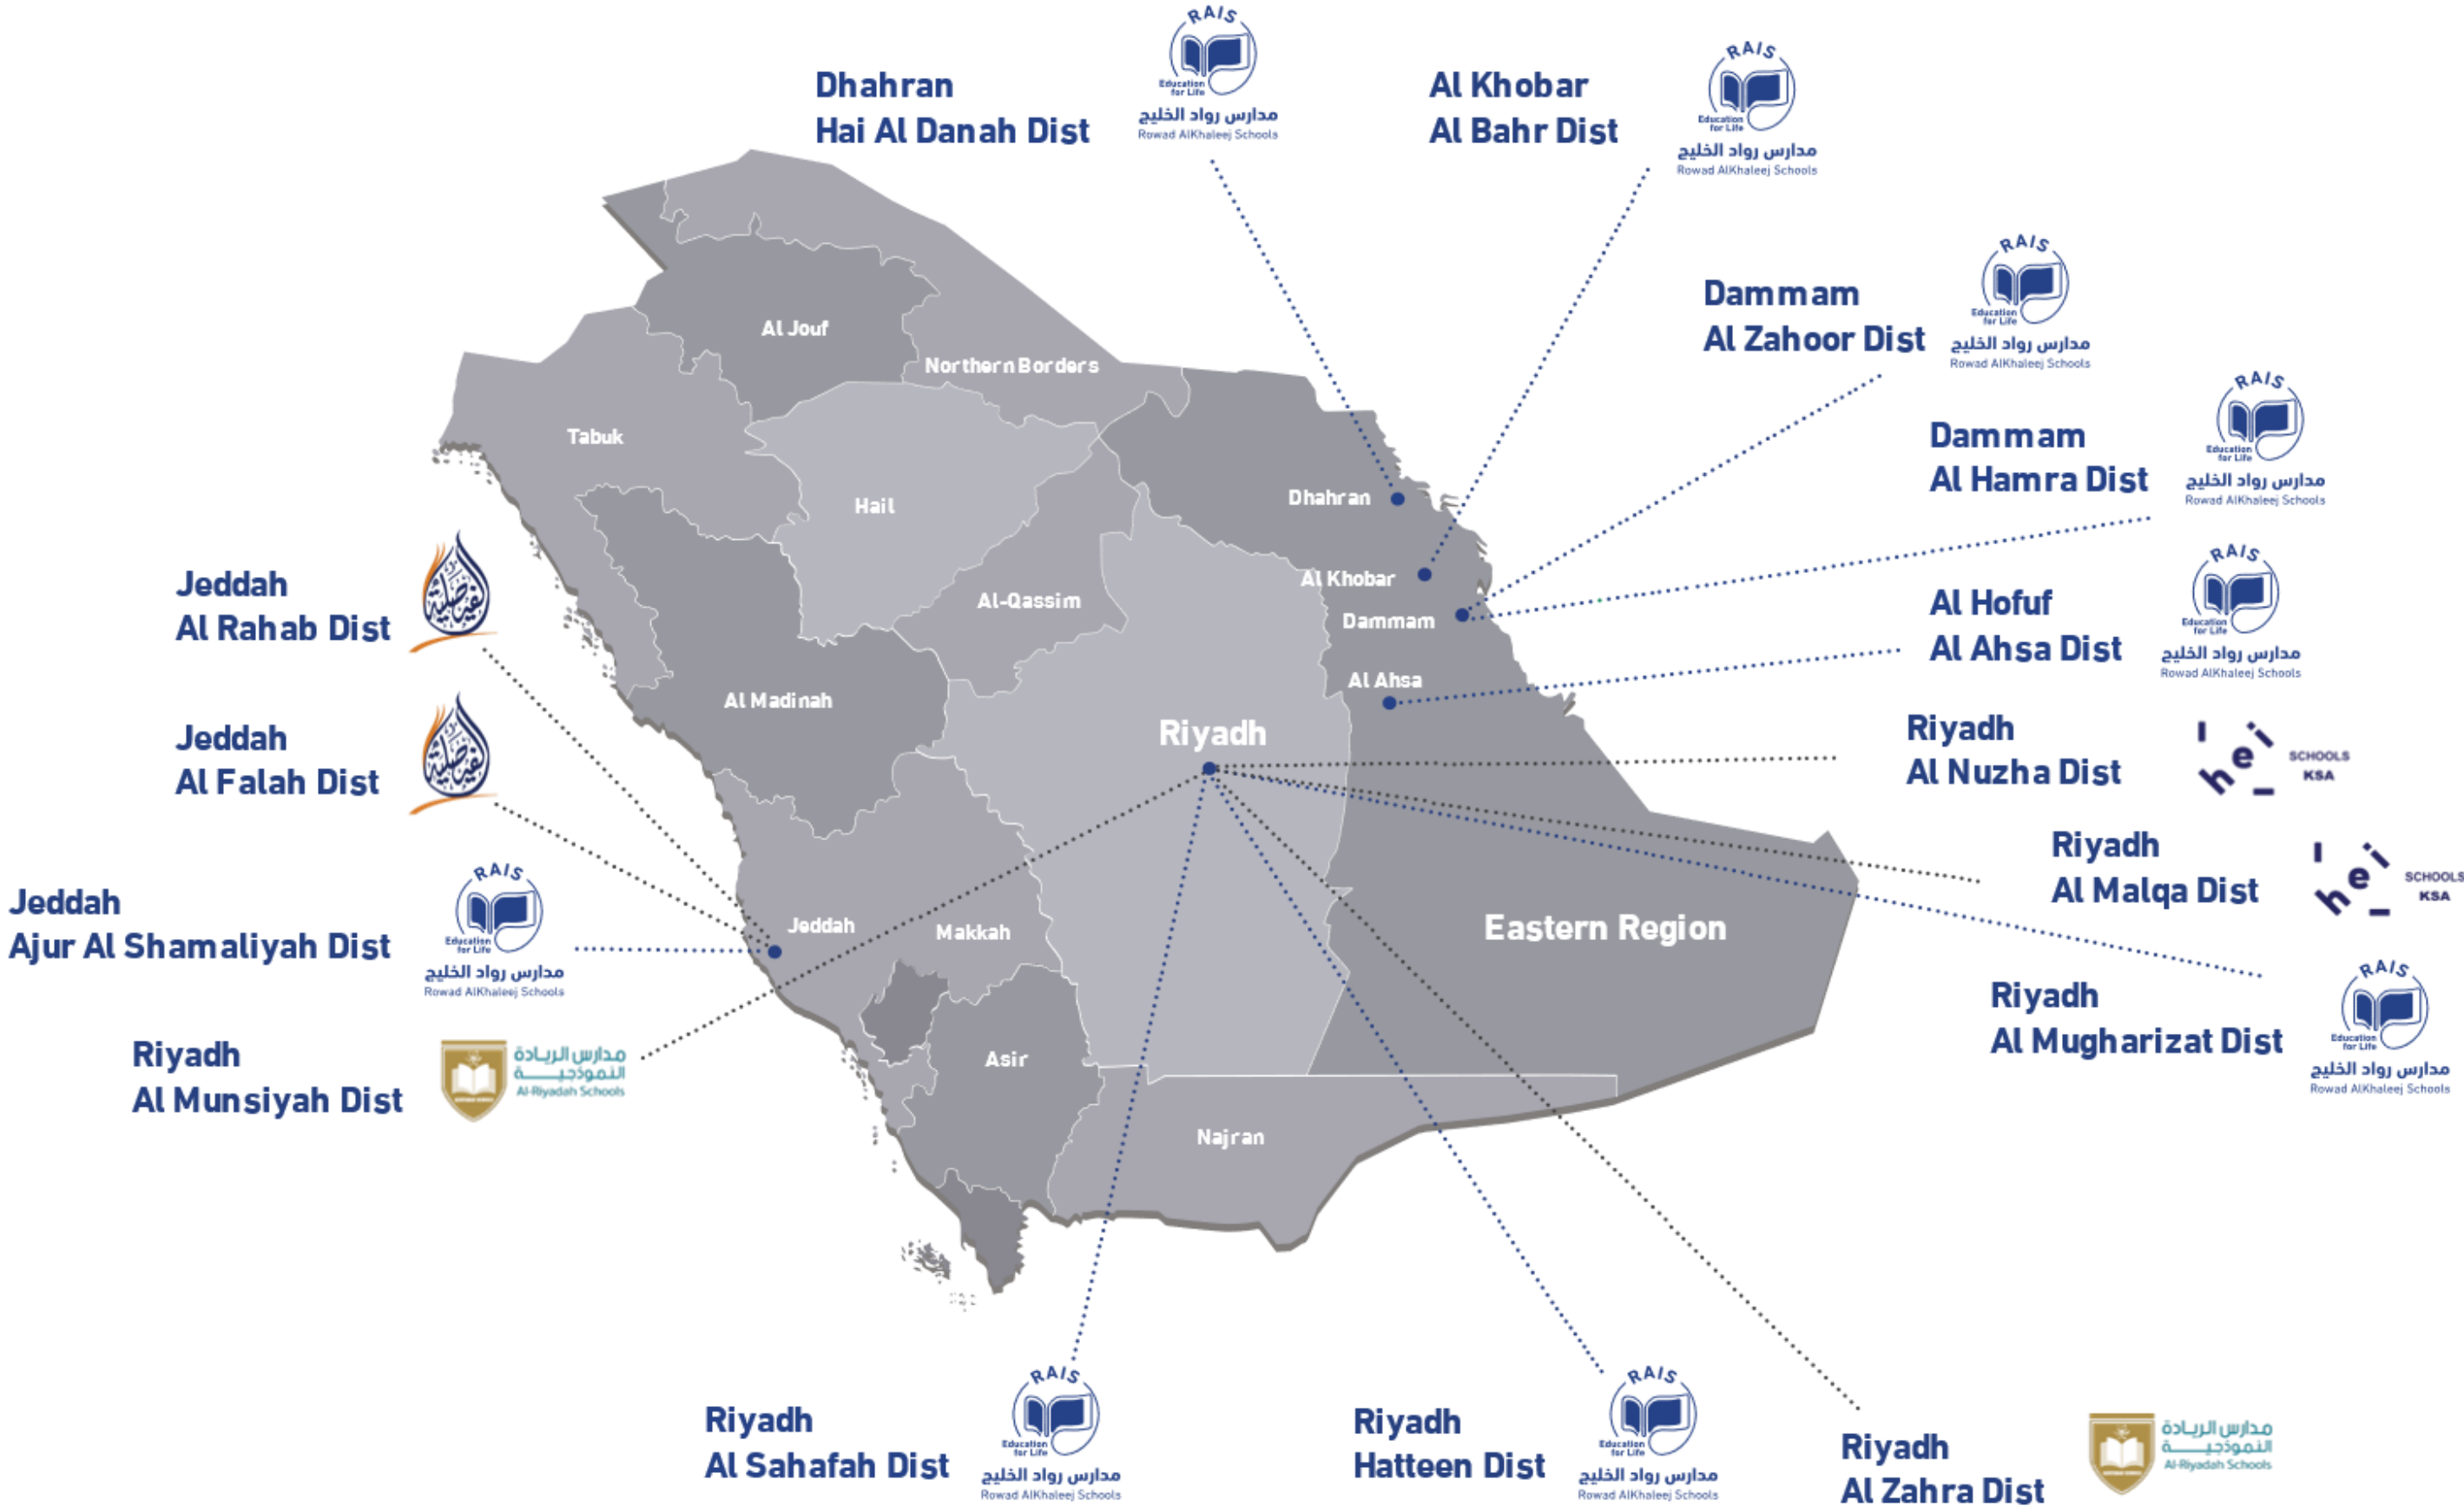 Dhahran
Hai Al Danah Dist
RAIS
Education
for Life
مدارس رواد الخليج
Rowad AlKhaleej Schools
Al Khobar
Al Bahr Dist
RAIS
Education
for Life
مدارس رواد الخليج
Rowad AlKhaleej Schools
Dammam
Al Zahoor Dist
RAIS
Education
for Life
مدارس رواد الخليج
Rowad AlKhaleej Schools
Dammam
Al Hamra Dist
RAIS
Education
for Life
مدارس رواد الخليج
Rowad AlKhaleej Schools
Al Hofuf
Al Ahsa Dist
RAIS
Education
for Life
مدارس رواد الخليج
Rowad AlKhaleej Schools
Riyadh
Al Nuzha Dist
hei
SCHOOLS
KSA
Riyadh
Al Malqa Dist
hei
SCHOOLS
KSA
Riyadh
Al Mugharizat Dist
RAIS
Education
for Life
مدارس رواد الخليج
Rowad AlKhaleej Schools
Al Jouf
Northern Borders
Tabuk
Hail
Dhahran
Al Khobar
Al-Qassim
Dammam
Al Ahsa
Al Madinah
Riyadh
Jeddah
Makkah
Eastern Region
Asir
Najran
Jeddah
Al Rahab Dist
الفيصلية
Jeddah
Al Falah Dist
الفيصلية
Jeddah
Ajur Al Shamaliyah Dist
RAIS
Education
for Life
مدارس رواد الخليج
Rowad AlKhaleej Schools
Riyadh
Al Munsiyah Dist
مدارس الريادة
النموذجية
Al-Riyadah Schools
Riyadh
Al Sahafah Dist
RAIS
Education
for Life
مدارس رواد الخليج
Rowad AlKhaleej Schools
Riyadh
Hatteen Dist
RAIS
Education
for Life
مدارس رواد الخليج
Rowad AlKhaleej Schools
Riyadh
Al Zahra Dist
مدارس الريادة
النموذجية
Al-Riyadah Schools